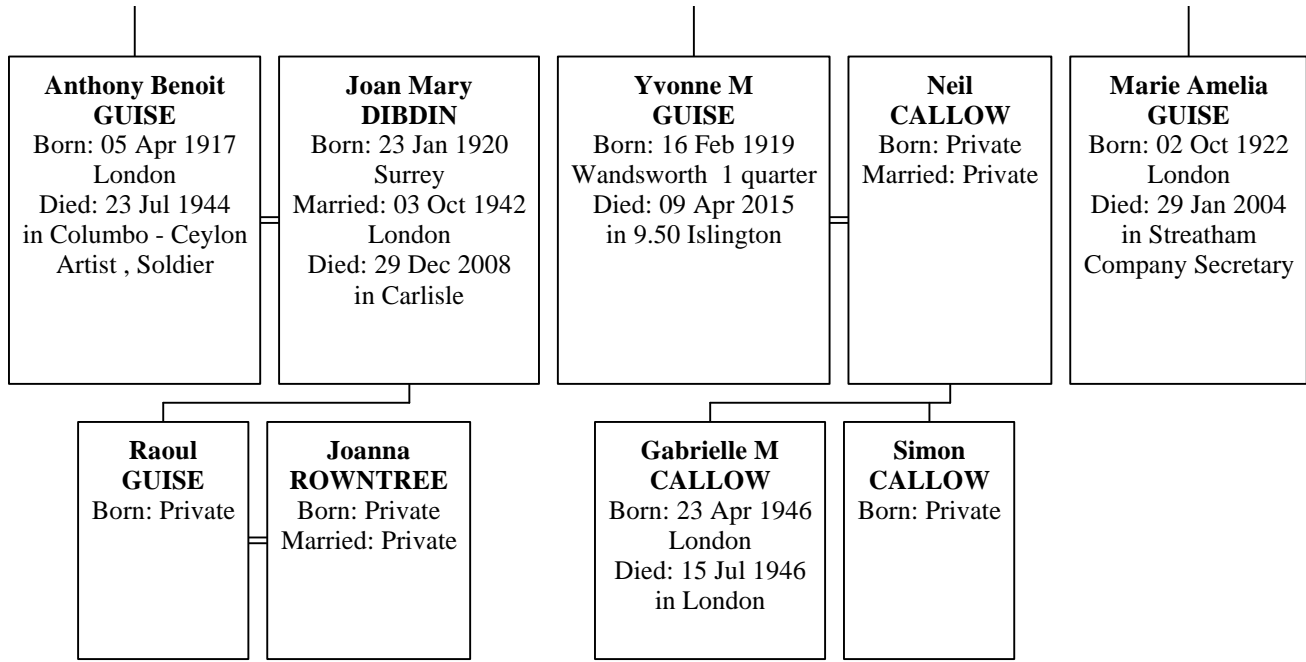 Anthony Benoit
GUISE
Born: 05 Apr 1917
London
Died: 23 Jul 1944
in Columbo - Ceylon
Artist , Soldier
Joan Mary
DIBDIN
Born: 23 Jan 1920
Surrey
Married: 03 Oct 1942
London
Died: 29 Dec 2008
in Carlisle
Yvonne M
GUISE
Born: 16 Feb 1919
Wandsworth  1 quarter
Died: 09 Apr 2015
in 9.50 Islington
Neil
CALLOW
Born: Private
Married: Private
Marie Amelia
GUISE
Born: 02 Oct 1922
London
Died: 29 Jan 2004
in Streatham
Company Secretary
Raoul
GUISE
Born: Private
Joanna
ROWNTREE
Born: Private
Married: Private
Gabrielle M
CALLOW
Born: 23 Apr 1946
London
Died: 15 Jul 1946
in London
Simon
CALLOW
Born: Private